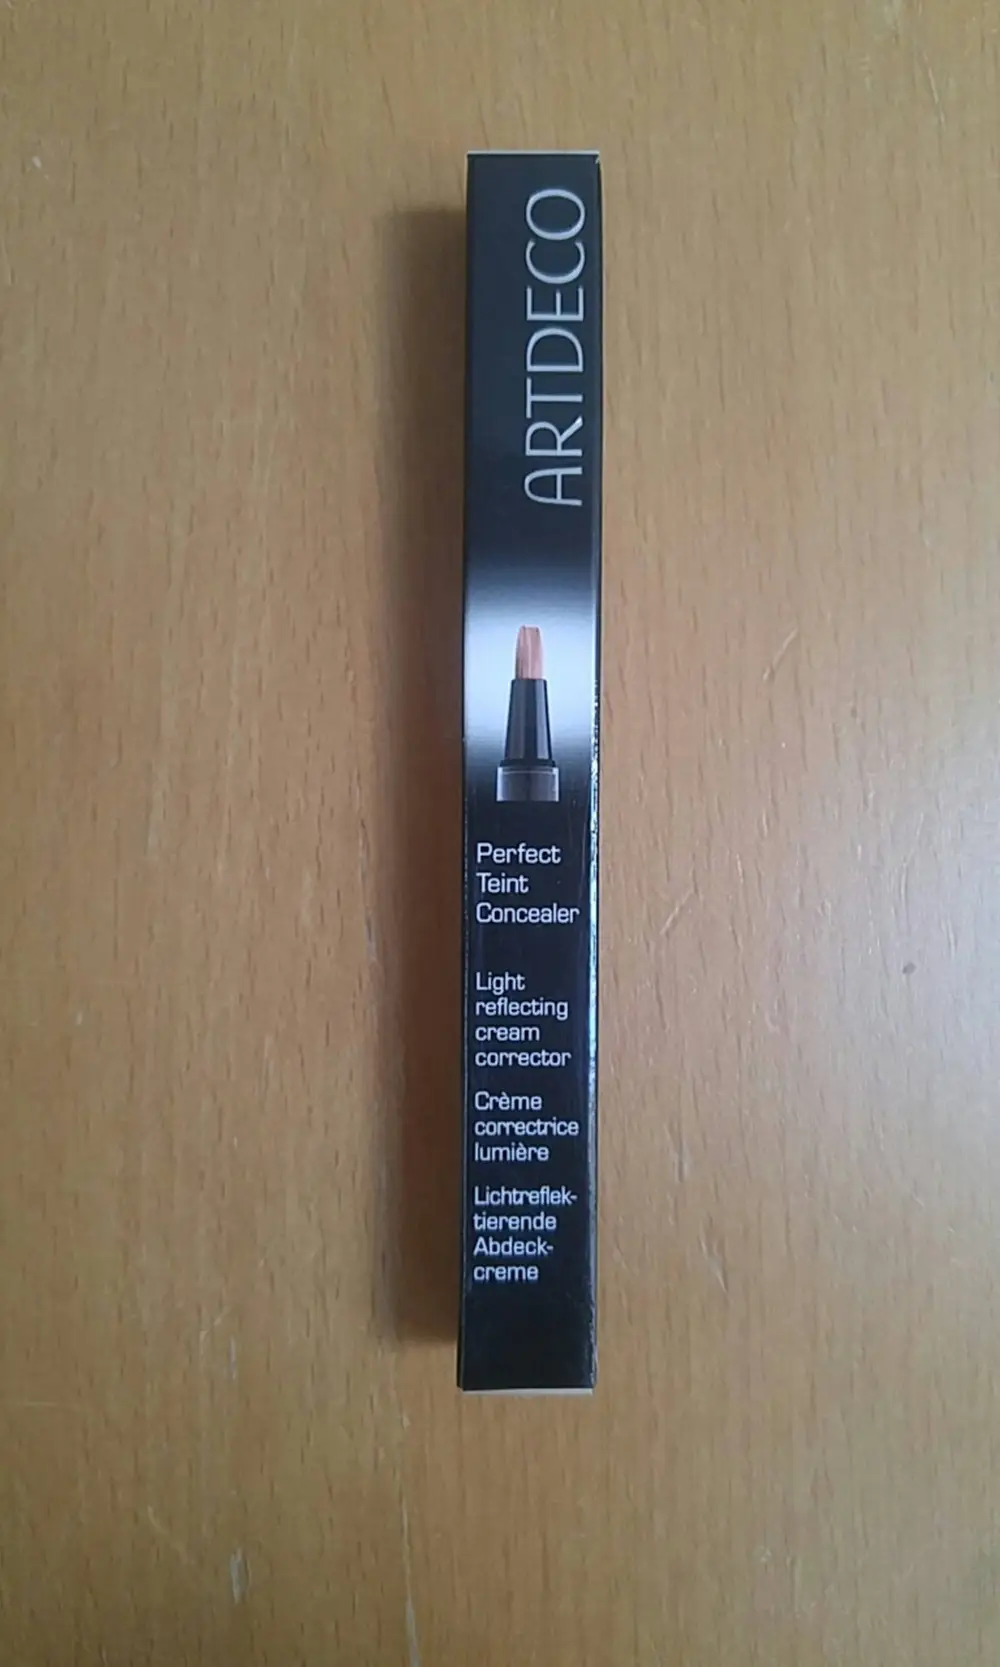 ARTDECO
Perfect
Teint
Concealer
Light
reflecting
cream
corrector
Crème
correctrice
lumière
Lichtreflek-
tierende
Abdeck-
creme